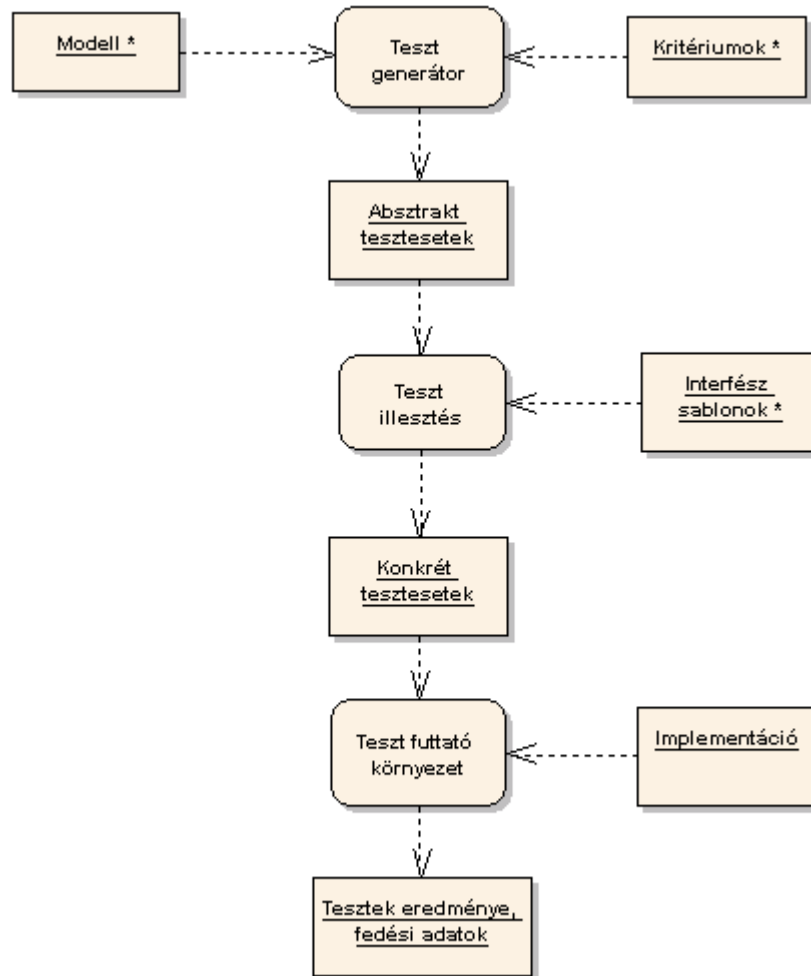 Modell *
Teszt
generátor
Kritériumok *
Absztrakt
tesztesetek
Teszt
illesztés
Interfész
sablonok *
Konkrét
tesztesetek
Teszt futtató
környezet
Implementáció
Tesztek eredménye,
fedési adatok